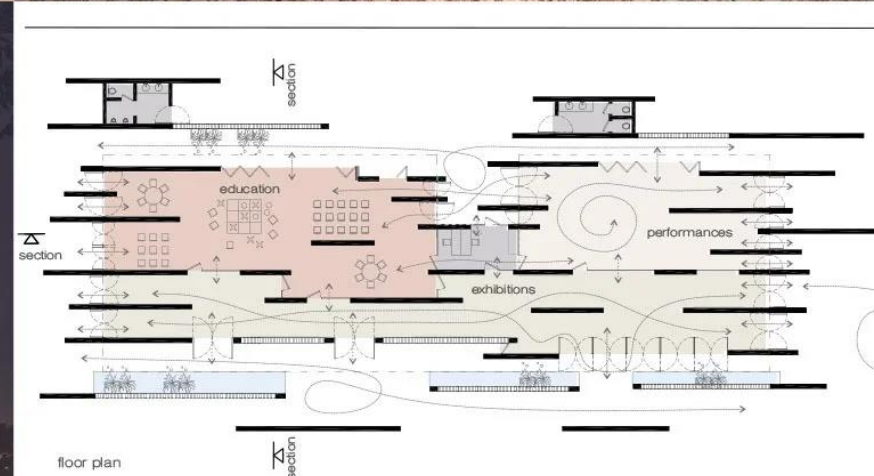 section
education
performances
section
exhibitions
section
floor plan